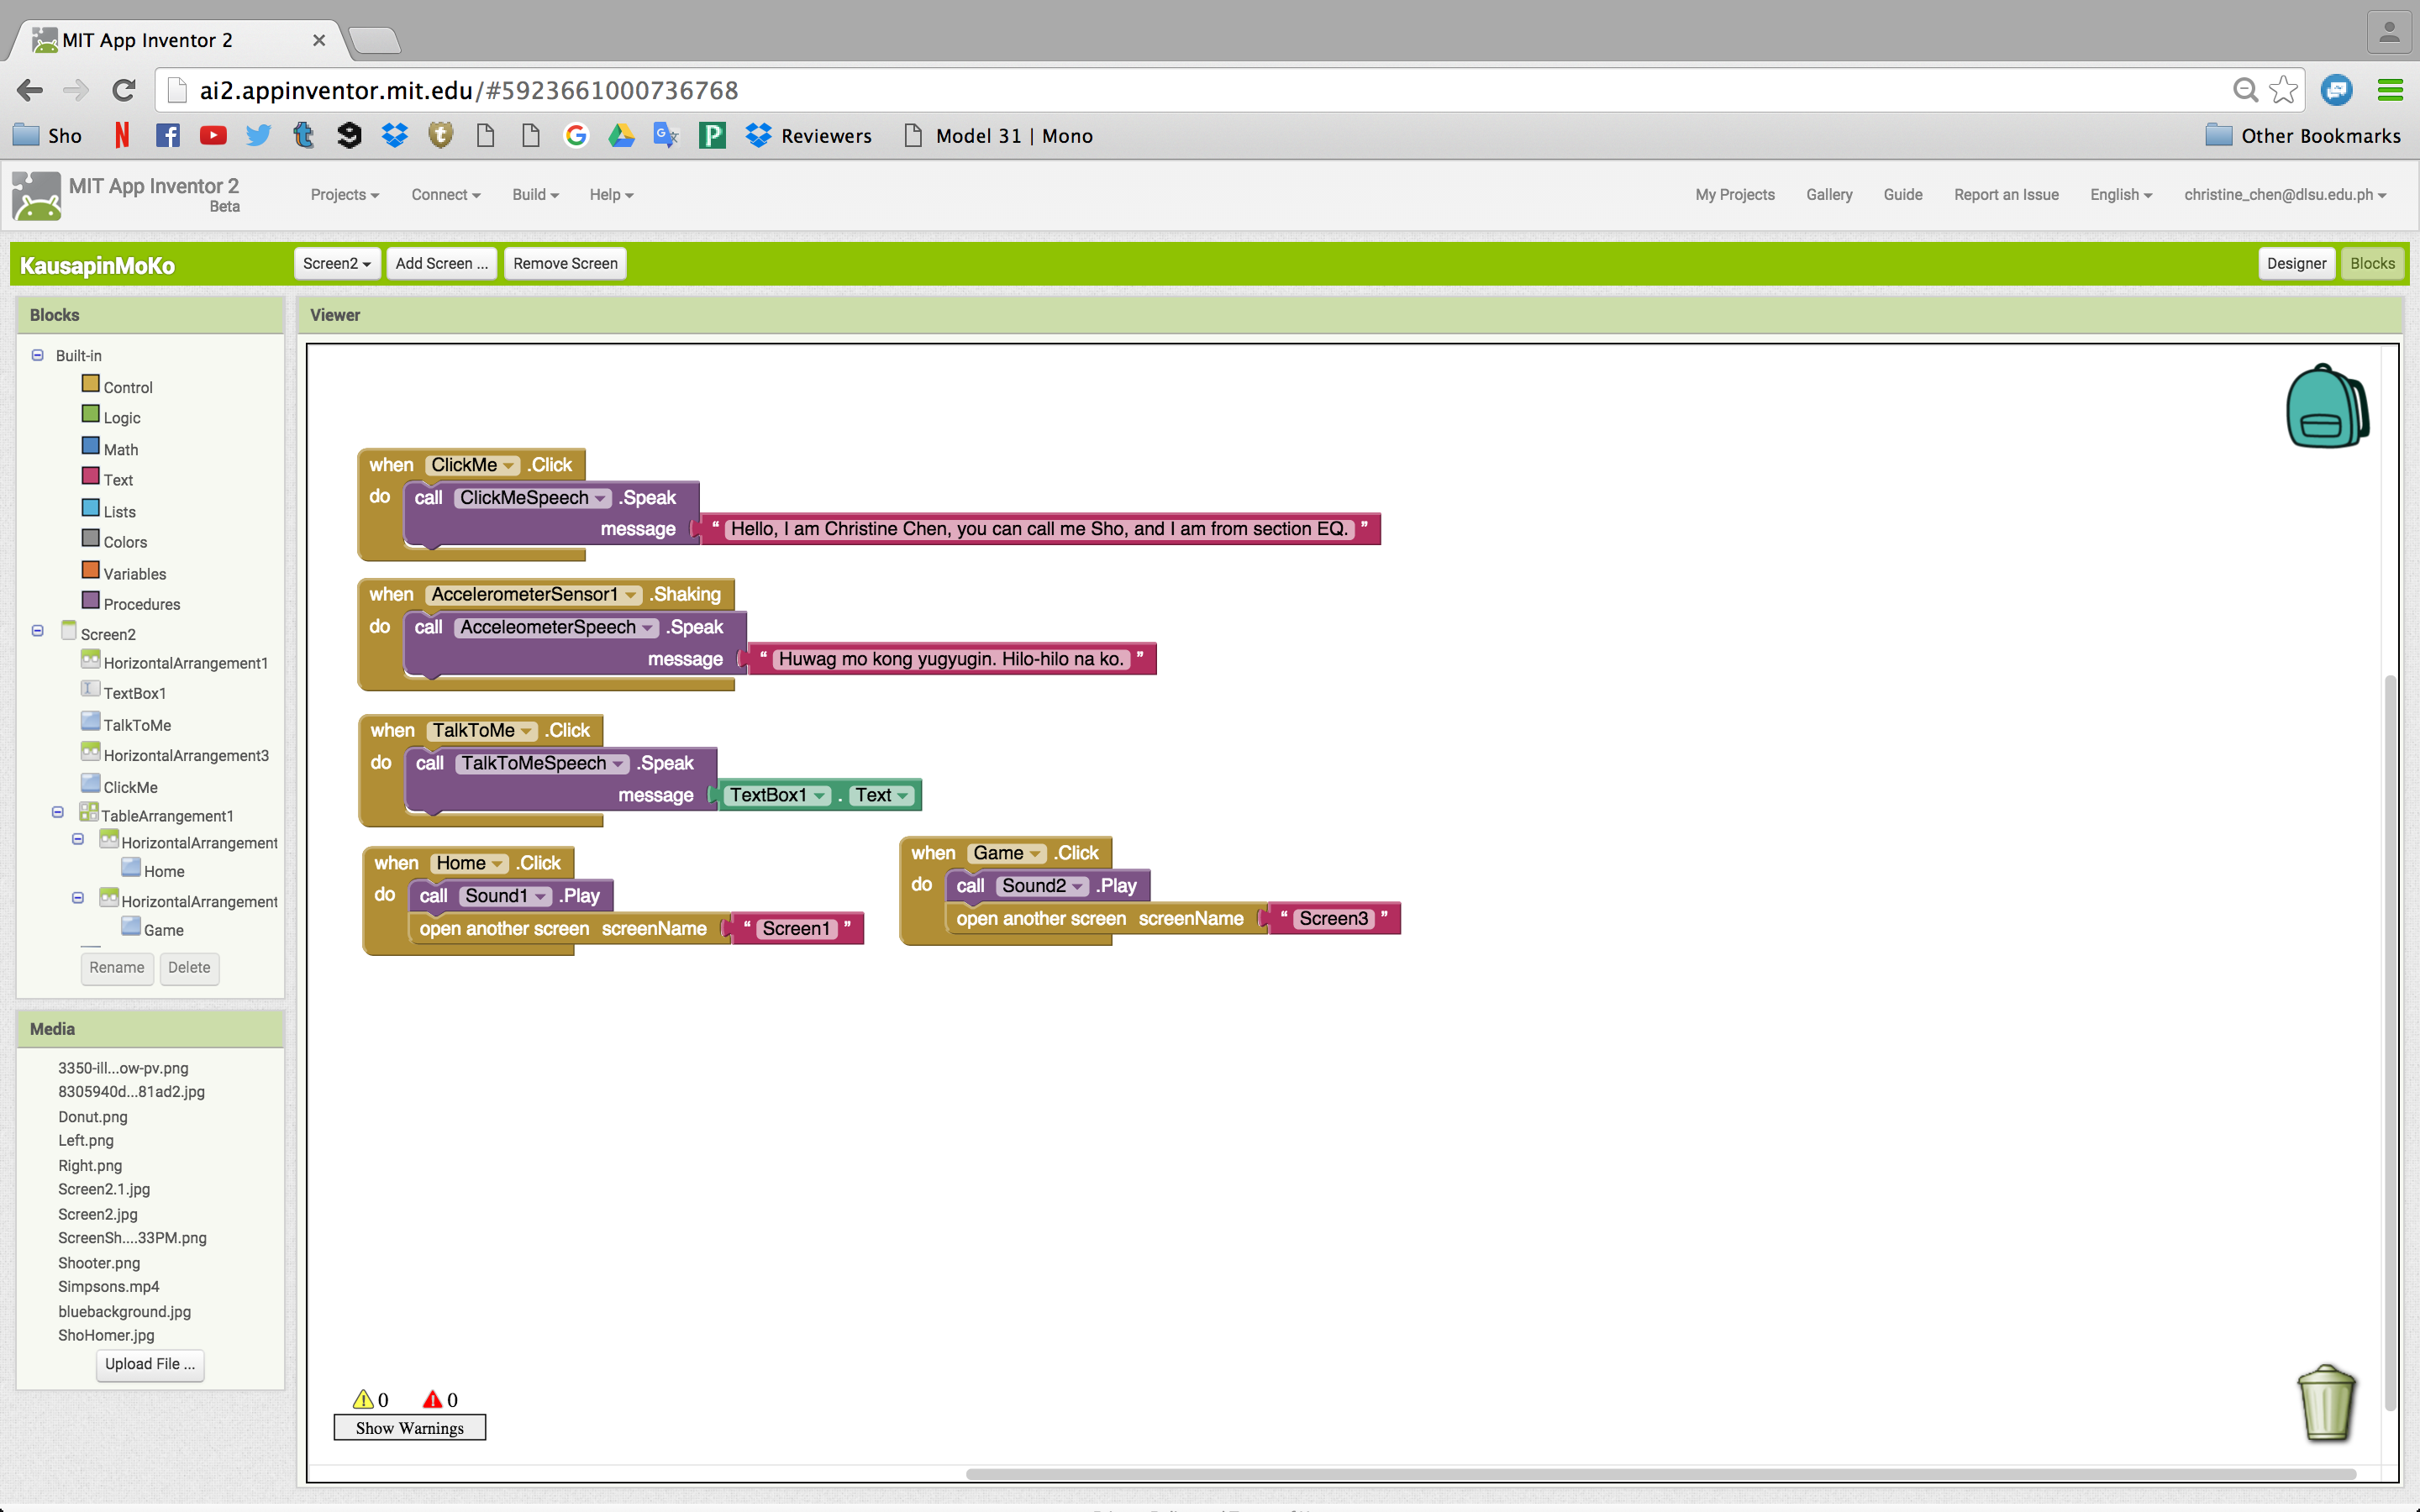 MIT App Inventor 2
ai2.appinventor.mit.edu/#5923661000736768
Sho Reviewers Model 31 | Mono Other Bookmarks
MIT App Inventor 2
Beta
Projects Connect Build Help My Projects Gallery Guide Report an Issue English christine_chen@dlsu.edu.ph
KausapinMoKo Screen2 Add Screen ... Remove Screen Designer Blocks
Blocks
Built-in
Control
Logic
Math
Text
Lists
Colors
Variables
Procedures
Screen2
HorizontalArrangement1
TextBox1
TalkToMe
HorizontalArrangement3
ClickMe
TableArrangement1
HorizontalArrangement
Home
HorizontalArrangement
Game
Rename Delete
Media
3350-ill...ow-pv.png
8305940d...81ad2.jpg
Donut.png
Left.png
Right.png
Screen2.1.jpg
Screen2.jpg
ScreenSh....33PM.png
Shooter.png
Simpsons.mp4
bluebackground.jpg
ShoHomer.jpg
Upload File ...
Viewer
when ClickMe .Click
do call ClickMeSpeech .Speak
message “ Hello, I am Christine Chen, you can call me Sho, and I am from section EQ. ”
when AccelerometerSensor1 .Shaking
do call AcceleometerSpeech .Speak
message “ Huwag mo kong yugyugin. Hilo-hilo na ko. ”
when TalkToMe .Click
do call TalkToMeSpeech .Speak
message TextBox1 . Text
when Home .Click
do call Sound1 .Play
open another screen screenName “ Screen1 ”
when Game .Click
do call Sound2 .Play
open another screen screenName “ Screen3 ”
0 0
Show Warnings